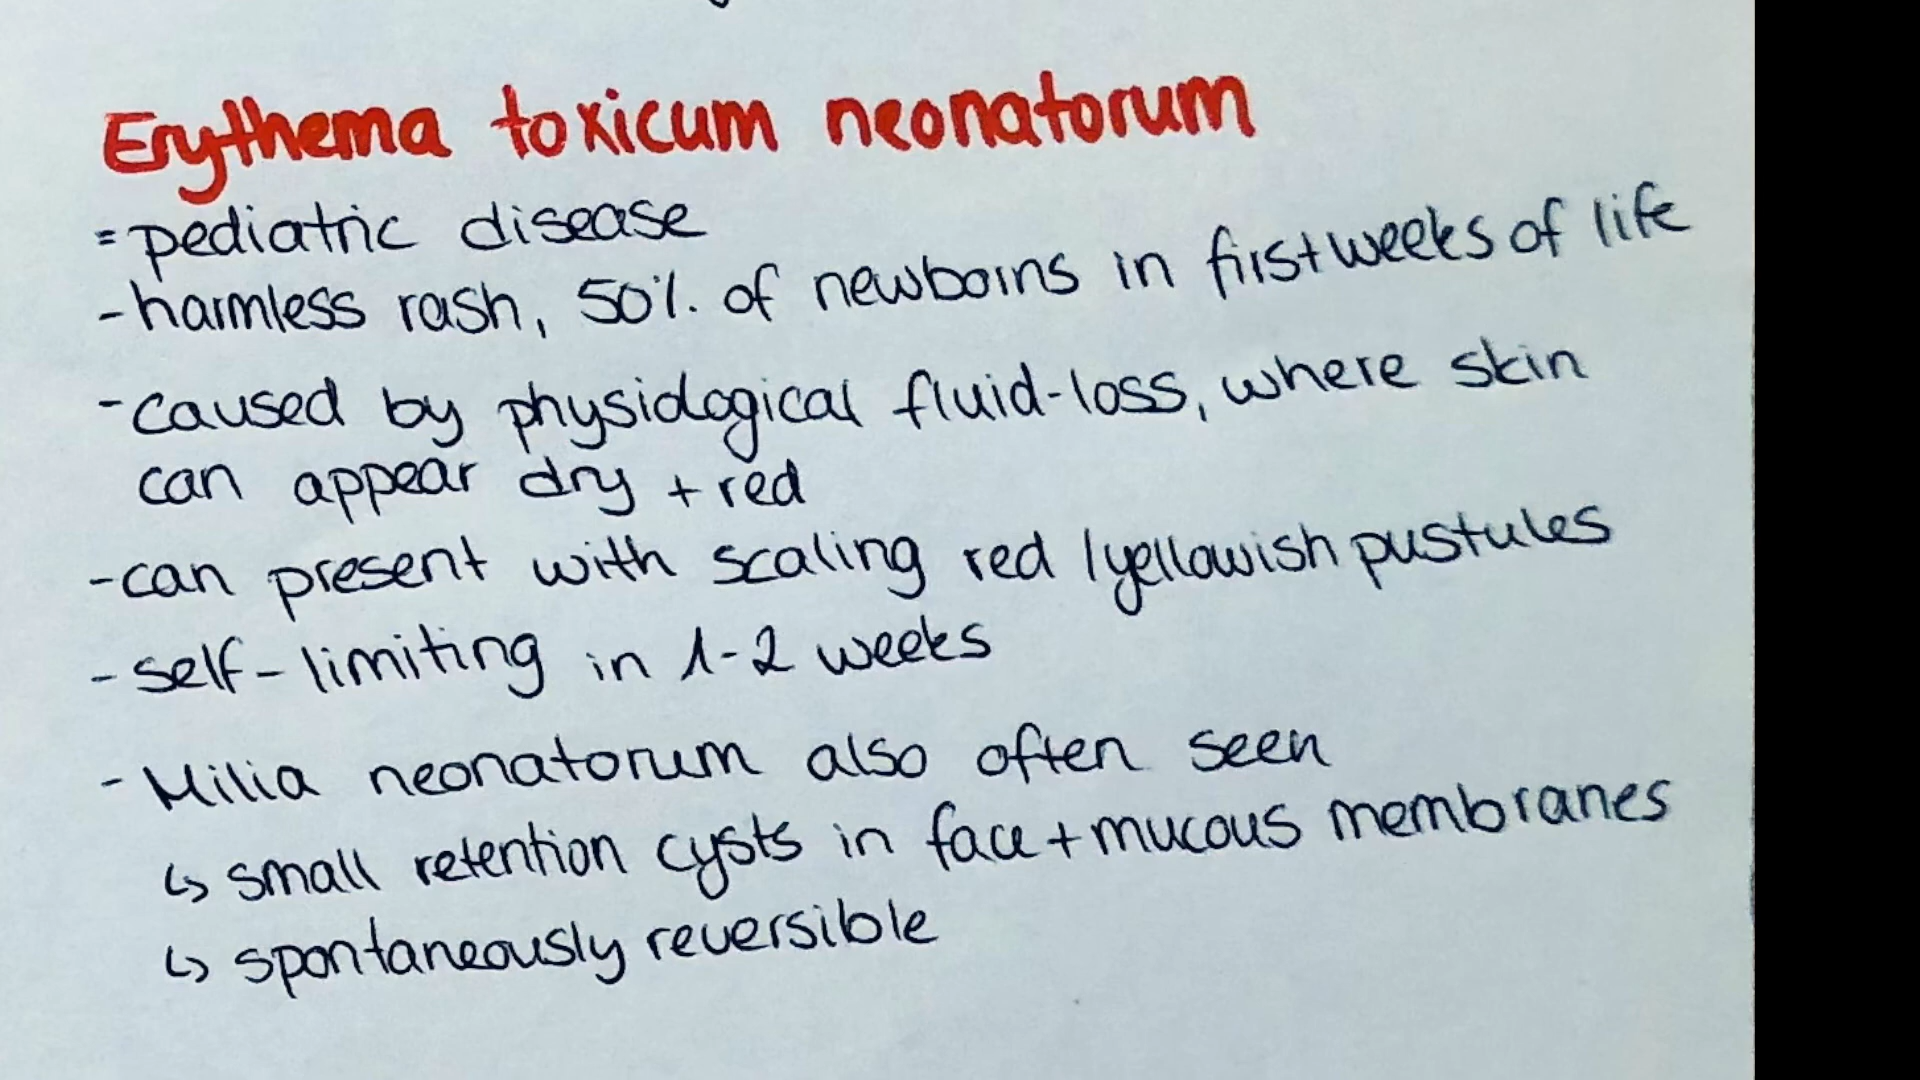 Erythema toxicum neonatorum
= pediatric disease
- harmless rash, 50% of newborns in first weeks of life
- caused by physiological fluid-loss, where skin
can appear dry + red
- can present with scaling red / yellowish pustules
- self-limiting in 1-2 weeks
- Milia neonatorum also often seen
↳ small retention cysts in face + mucous membranes
↳ spontaneously reversible